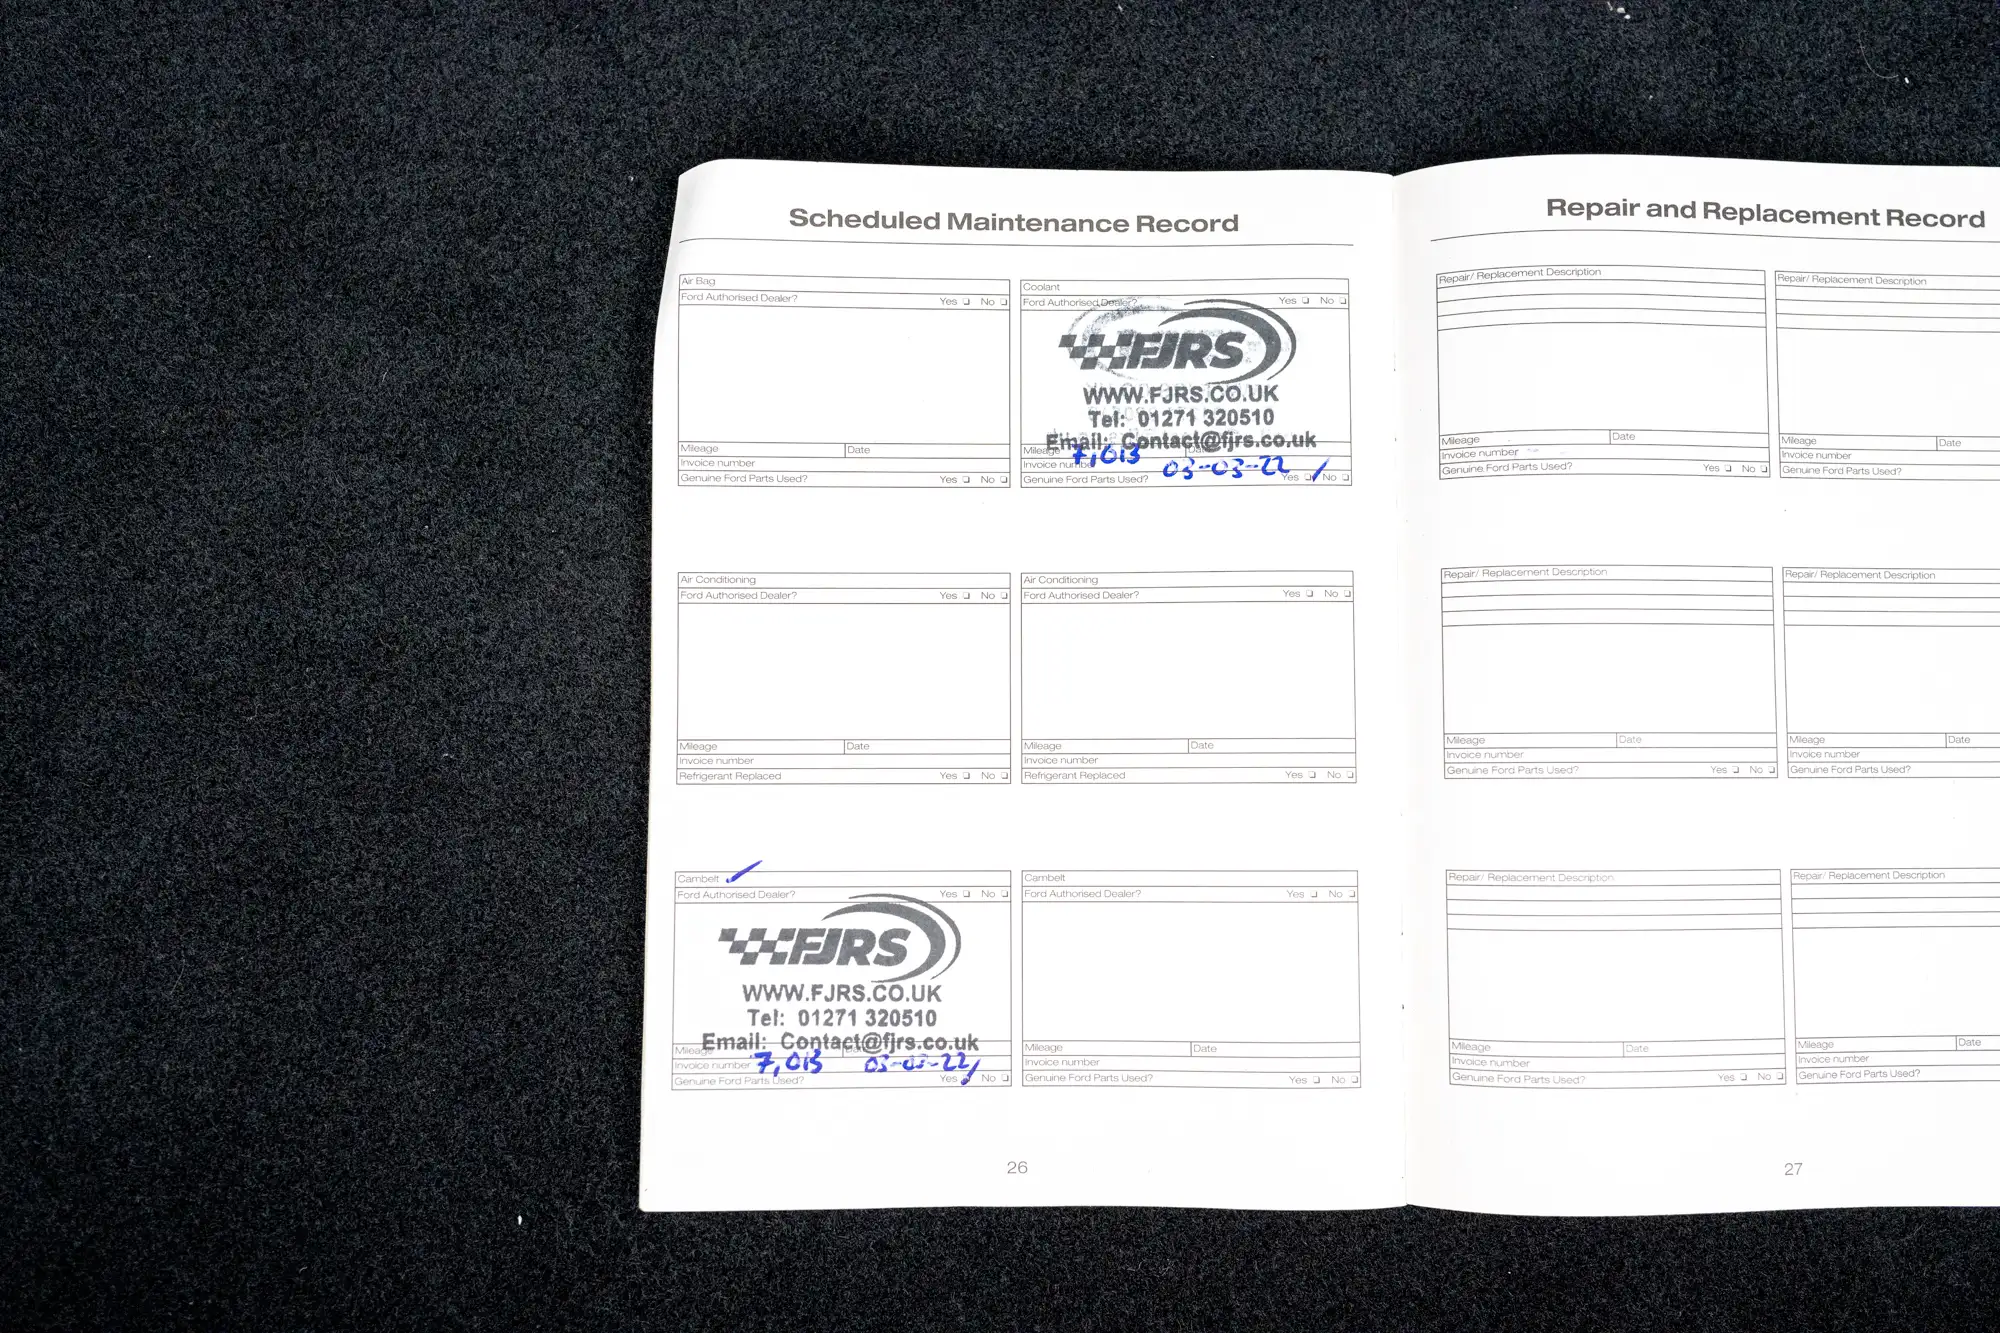 Scheduled Maintenance Record
Air Bag
Ford Authorised Dealer? Yes No
Mileage Date
Invoice number
Genuine Ford Parts Used? Yes No
Coolant
Ford Authorised Dealer? Yes No
FJRS
WWW.FJRS.CO.UK
Tel: 01271 320510
Email: Contact@fjrs.co.uk
Mileage 7,013 Date
Invoice number 03-03-22
Genuine Ford Parts Used? Yes No
Air Conditioning
Ford Authorised Dealer? Yes No
Mileage Date
Invoice number
Refrigerant Replaced Yes No
Air Conditioning
Ford Authorised Dealer? Yes No
Mileage Date
Invoice number
Refrigerant Replaced Yes No
Cambelt
Ford Authorised Dealer? Yes No
FJRS
WWW.FJRS.CO.UK
Tel: 01271 320510
Email: Contact@fjrs.co.uk
Mileage
Invoice number 7,013 03-03-22
Genuine Ford Parts Used? Yes No
Cambelt
Ford Authorised Dealer? Yes No
Mileage Date
Invoice number
Genuine Ford Parts Used? Yes No
26
Repair and Replacement Record
Repair/ Replacement Description
Mileage Date
Invoice number
Genuine Ford Parts Used? Yes No
Repair/ Replacement Description
Mileage Date
Invoice number
Genuine Ford Parts Used?
Repair/ Replacement Description
Mileage Date
Invoice number
Genuine Ford Parts Used? Yes No
Repair/ Replacement Description
Mileage Date
Invoice number
Genuine Ford Parts Used?
Repair/ Replacement Description
Mileage Date
Invoice number
Genuine Ford Parts Used? Yes No
Repair/ Replacement Description
Mileage Date
Invoice number
Genuine Ford Parts Used?
27